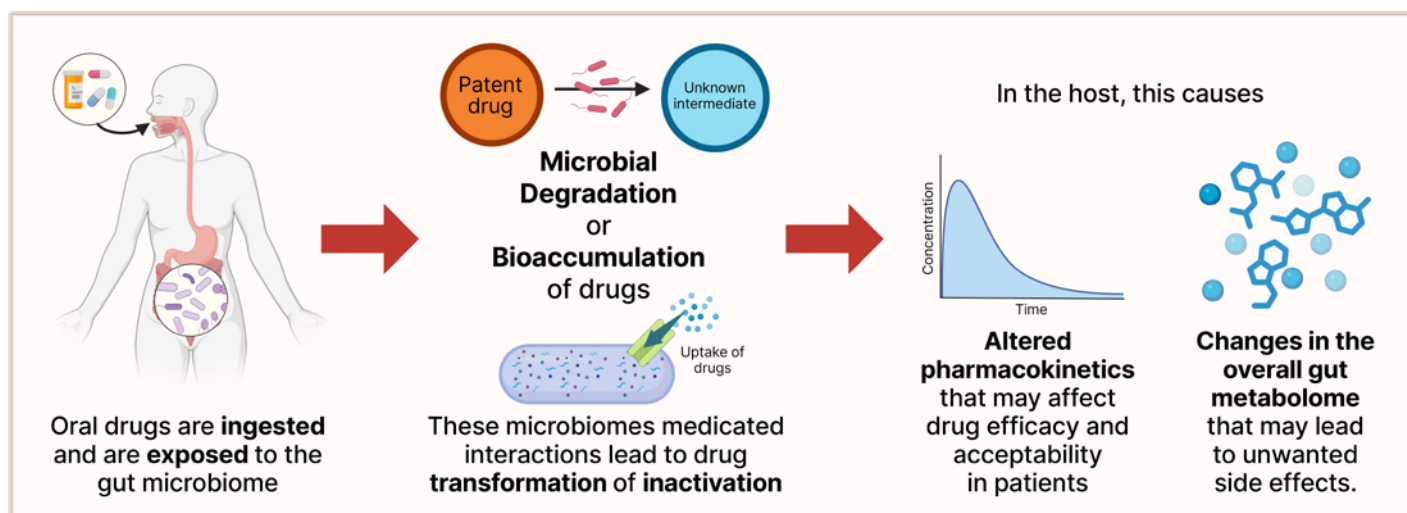 Oral drugs are ingested
and are exposed to the
gut microbiome
Patent
drug
Unknown
intermediate
Microbial
Degradation
or
Bioaccumulation
of drugs
Uptake of
drugs
These microbiomes medicated
interactions lead to drug
transformation of inactivation
In the host, this causes
Concentration
Time
Altered
pharmacokinetics
that may affect
drug efficacy and
acceptability
in patients
Changes in the
overall gut
metabolome
that may lead
to unwanted
side effects.